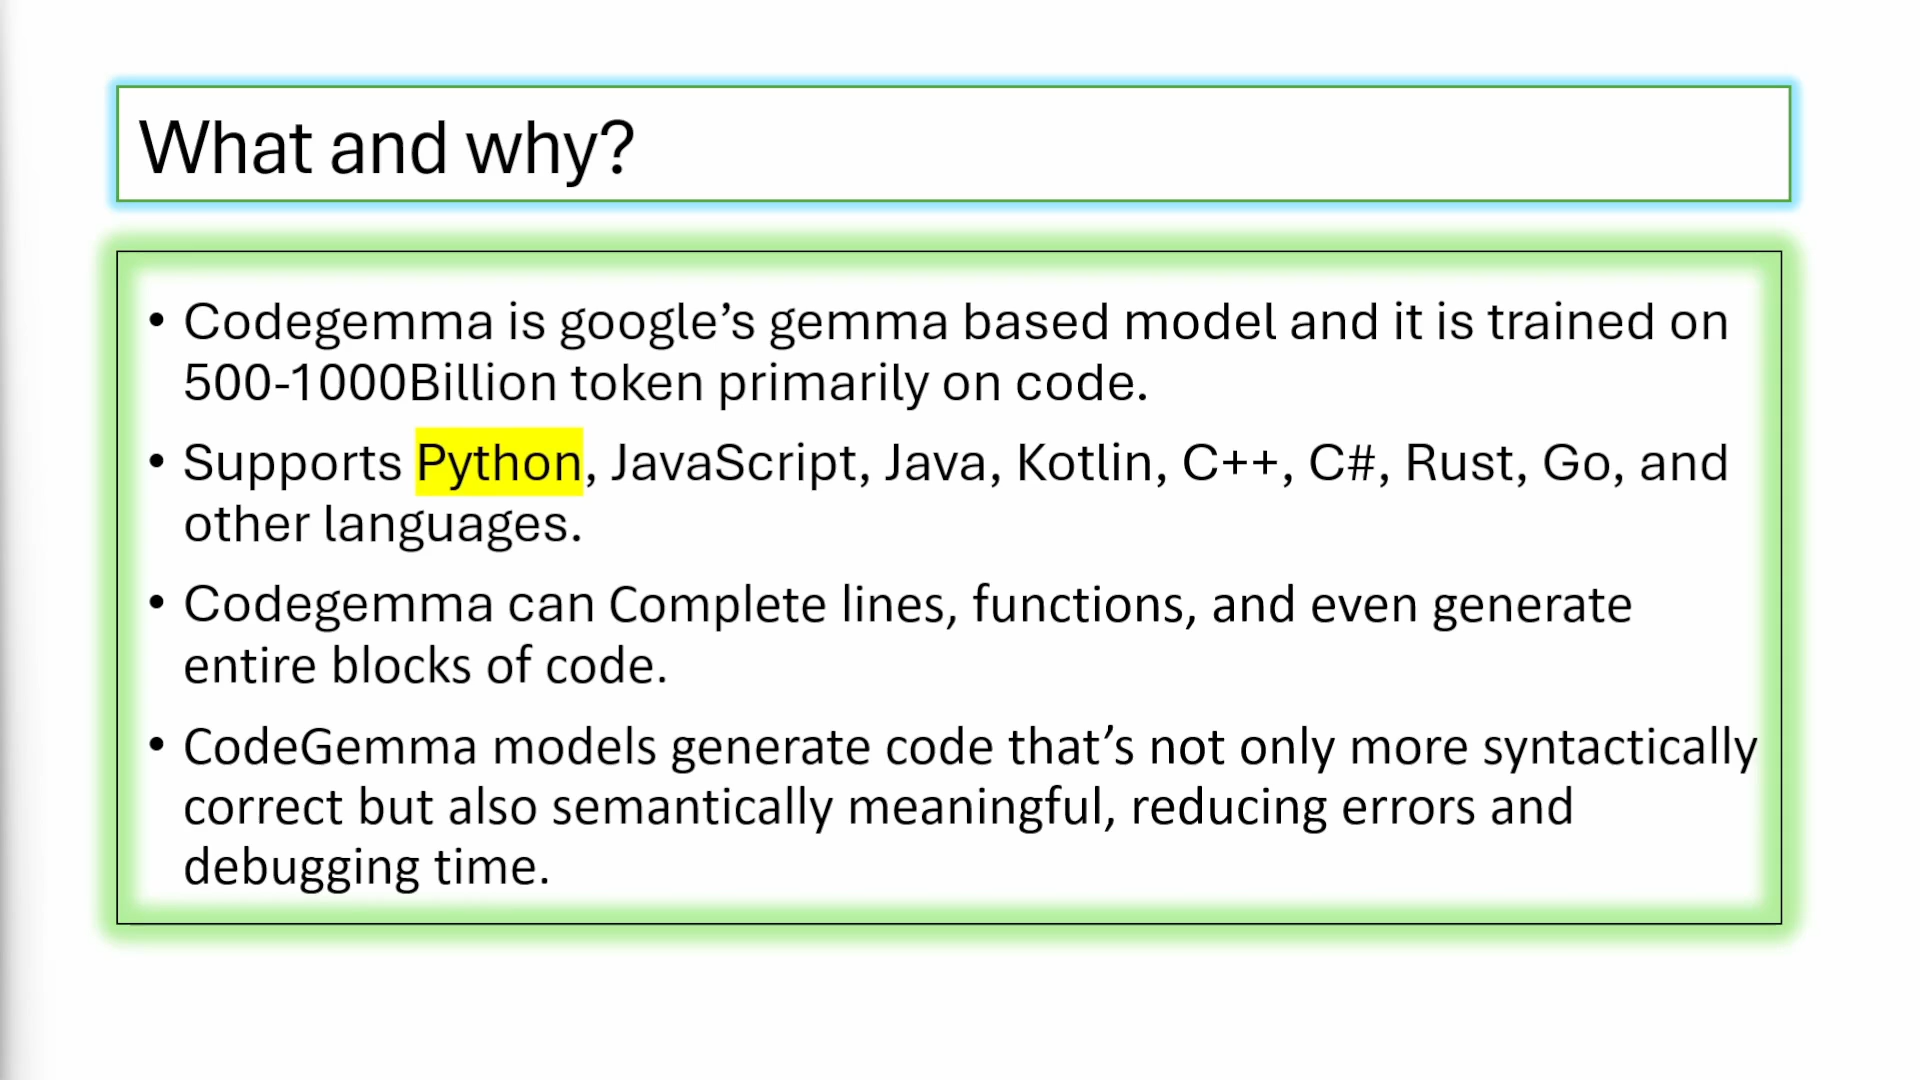 What and why?
• Codegemma is google’s gemma based model and it is trained on
500-1000Billion token primarily on code.
• Supports Python, JavaScript, Java, Kotlin, C++, C#, Rust, Go, and
other languages.
• Codegemma can Complete lines, functions, and even generate
entire blocks of code.
• CodeGemma models generate code that’s not only more syntactically
correct but also semantically meaningful, reducing errors and
debugging time.